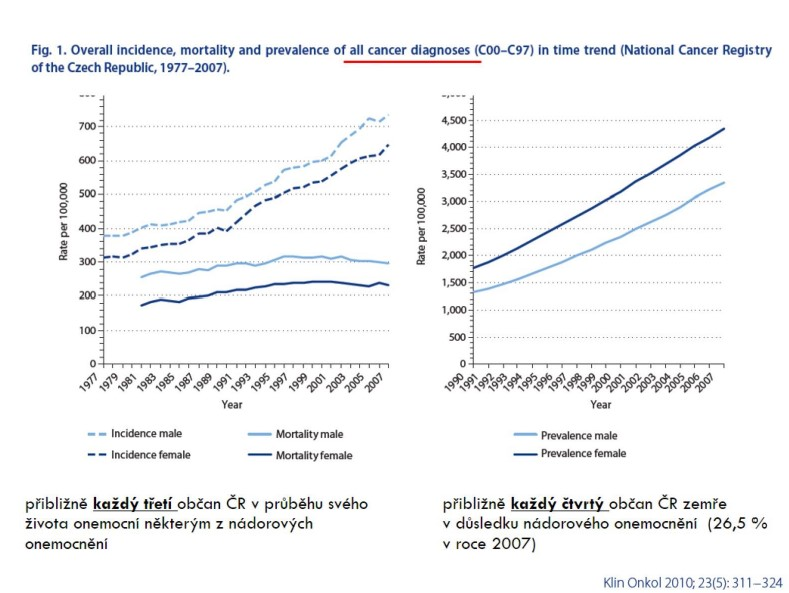 Fig. 1. Overall incidence, mortality and prevalence of all cancer diagnoses (C00–C97) in time trend (National Cancer Registry
of the Czech Republic, 1977–2007).
700
600
500
400
300
200
100
0
Rate per 100,000
1977
1979
1981
1983
1985
1987
1989
1991
1993
1995
1997
1999
2001
2003
2005
2007
Year
Incidence male
Mortality male
Incidence female
Mortality female
4,500
4,000
3,500
3,000
2,500
2,000
1,500
1,000
500
0
Rate per 100,000
1990
1991
1992
1993
1994
1995
1996
1997
1998
1999
2000
2001
2002
2003
2004
2005
2006
2007
Year
Prevalence male
Prevalence female
přibližně každý třetí občan ČR v průběhu svého
života onemocní některým z nádorových
onemocnění
přibližně každý čtvrtý občan ČR zemře
v důsledku nádorového onemocnění (26,5 %
v roce 2007)
Klin Onkol 2010; 23(5): 311–324